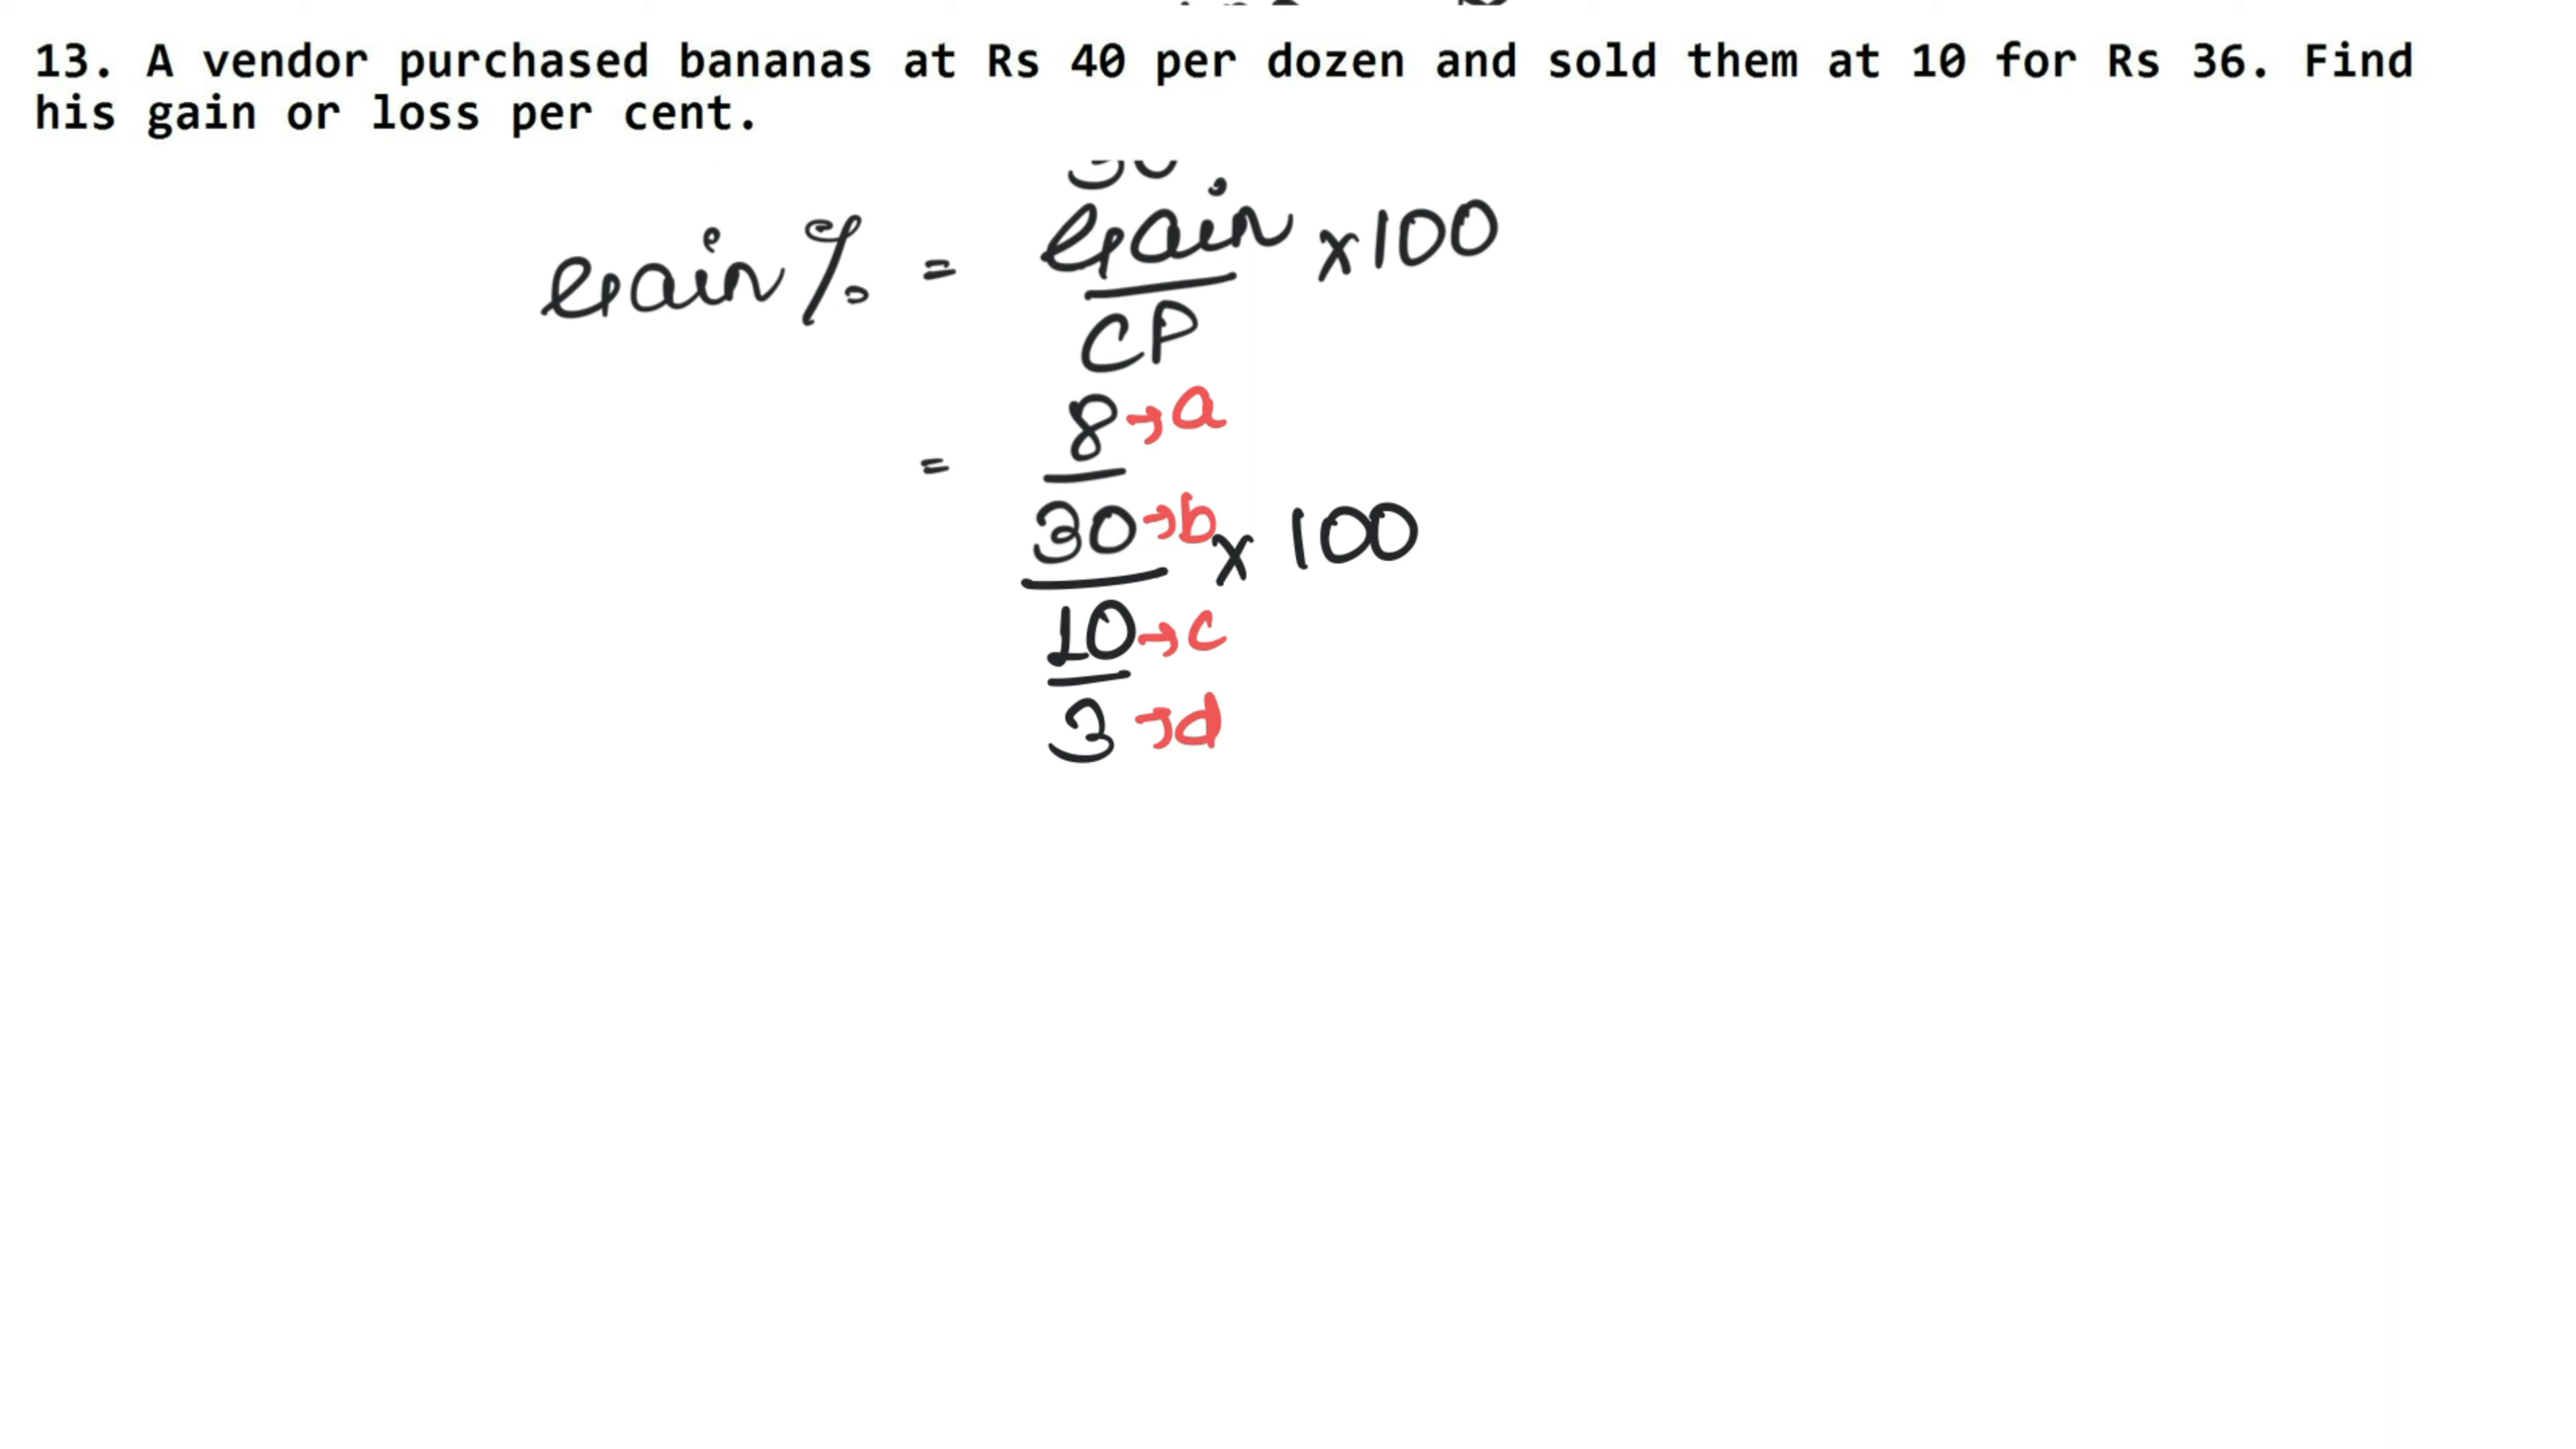 13. A vendor purchased bananas at Rs 40 per dozen and sold them at 10 for Rs 36. Find
his gain or loss per cent.
Gain % = Gain/CP ×100
= 8→a
30→b × 100
10→c
3→d